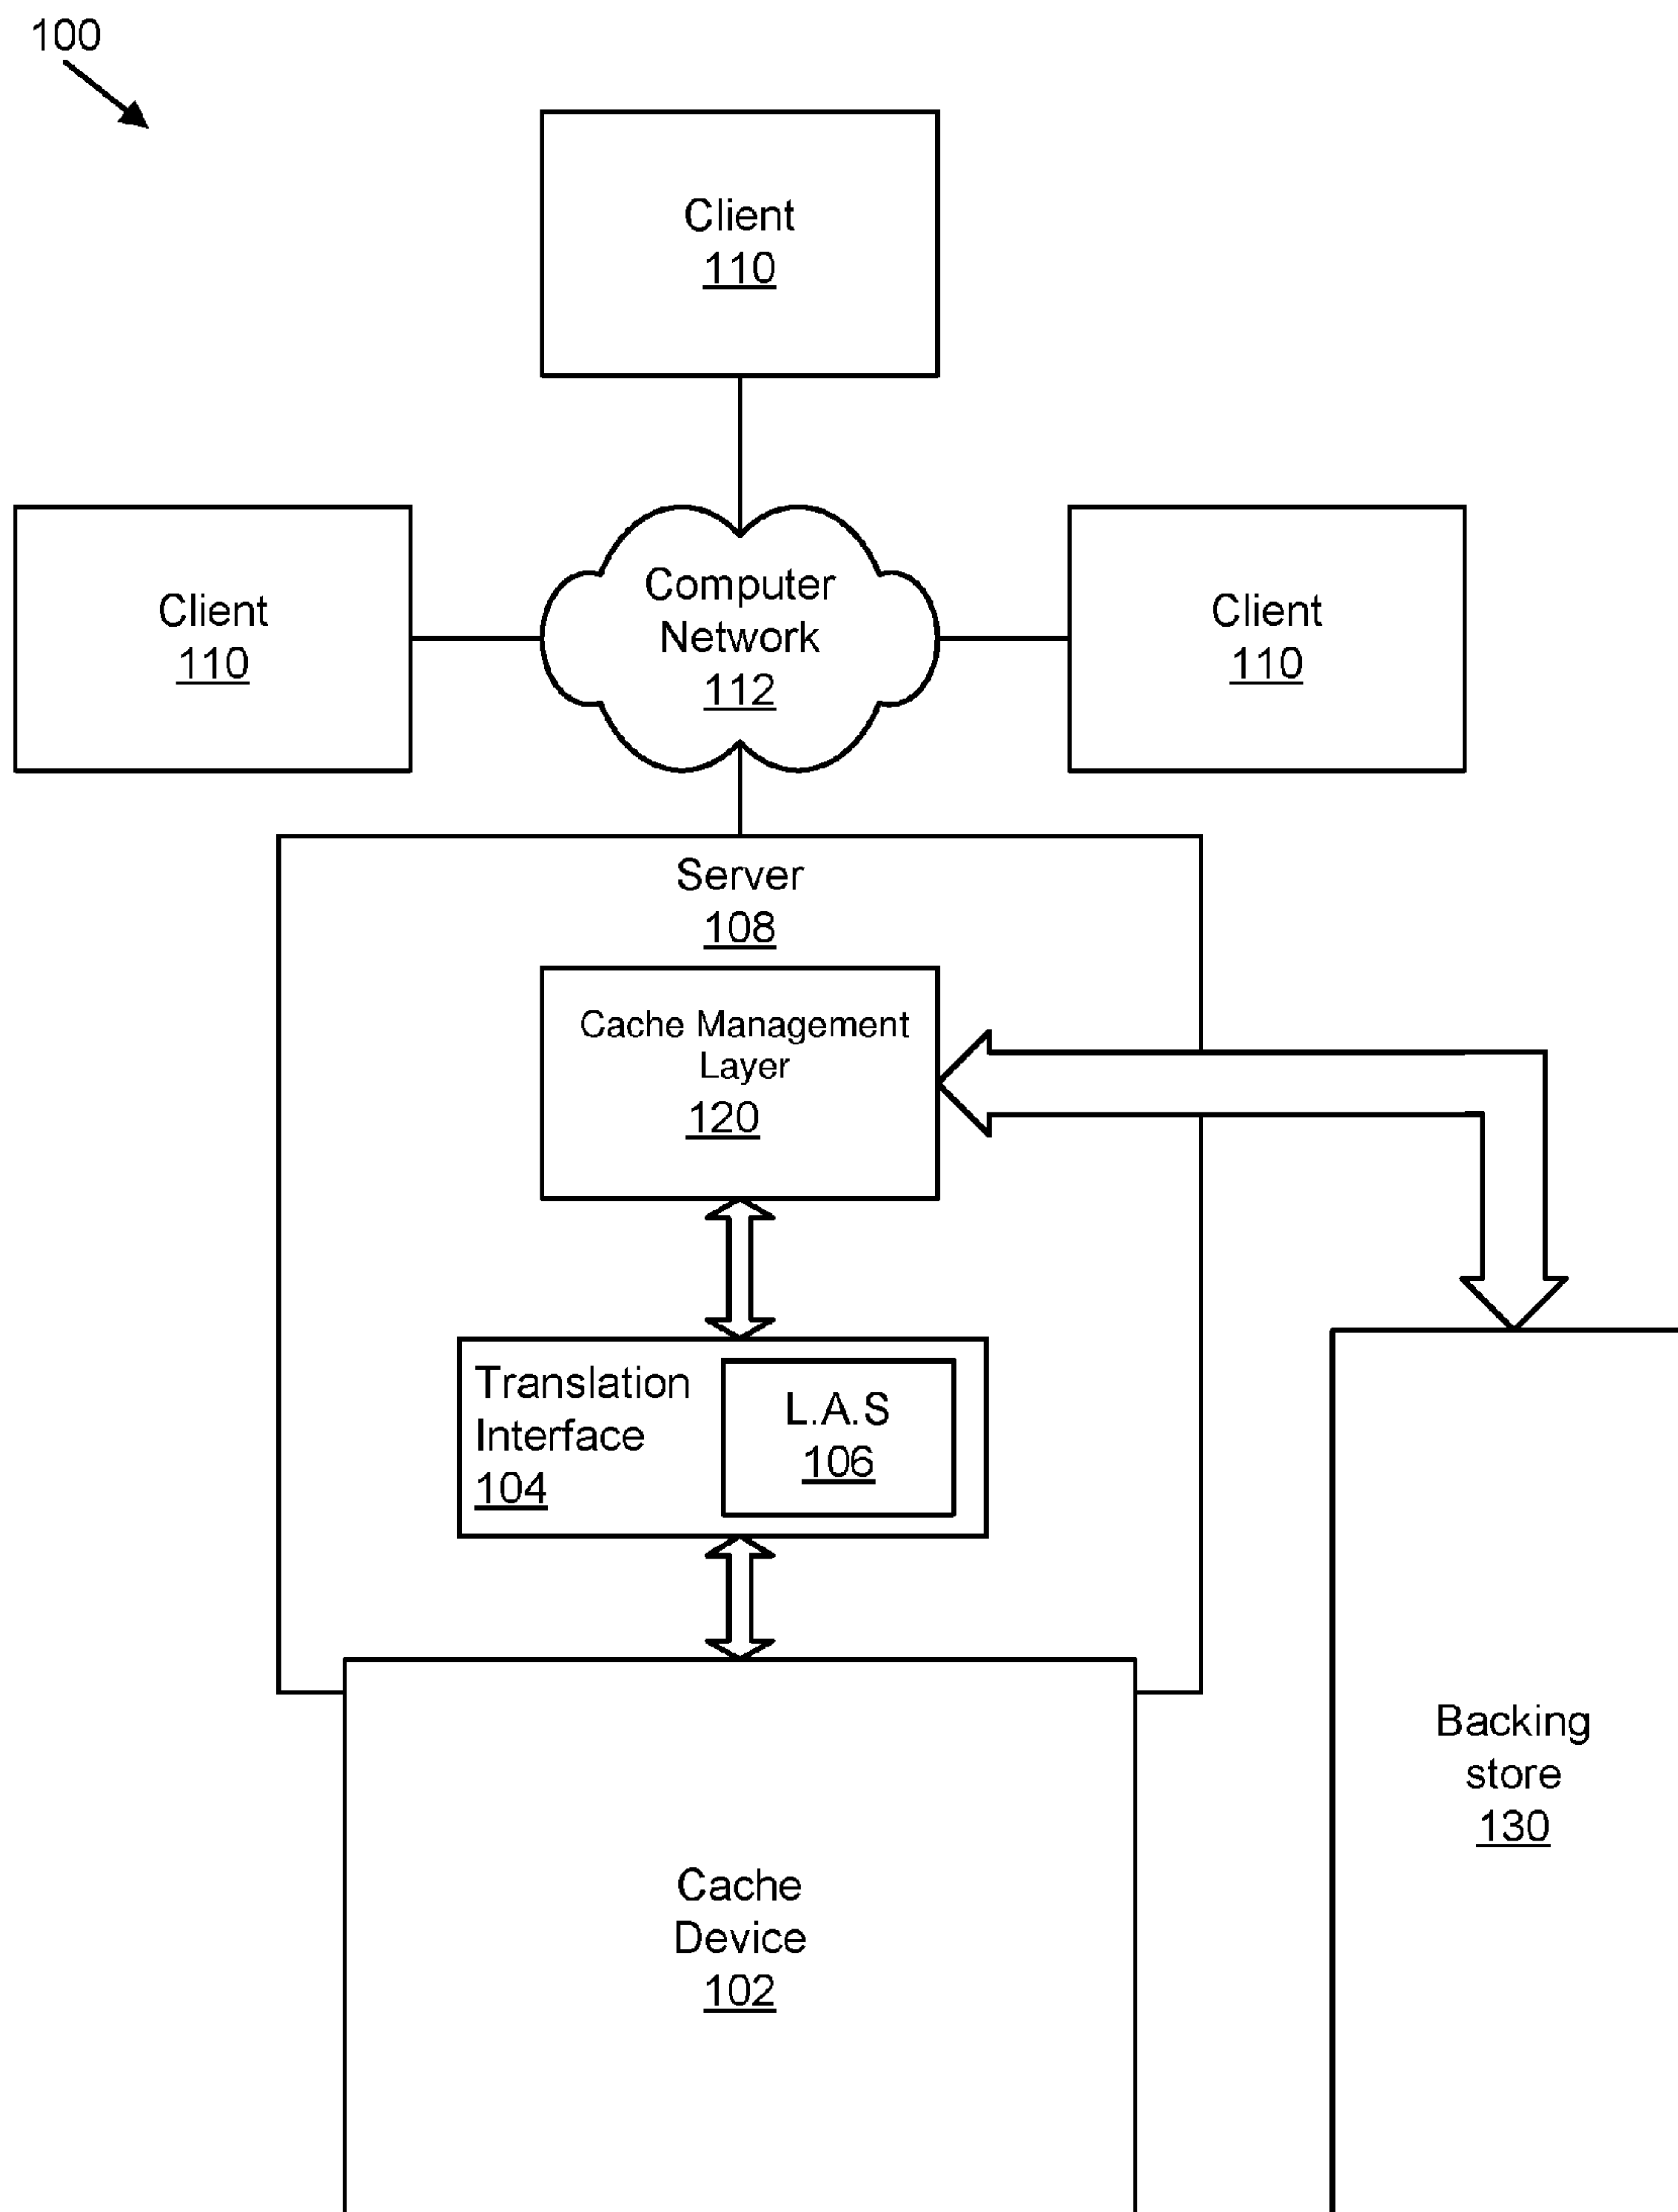 100
Client
110
Client
110
Computer
Network
112
Client
110
Server
108
Cache Management
Layer
120
Translation
Interface
104
L.A.S
106
Backing
store
130
Cache
Device
102